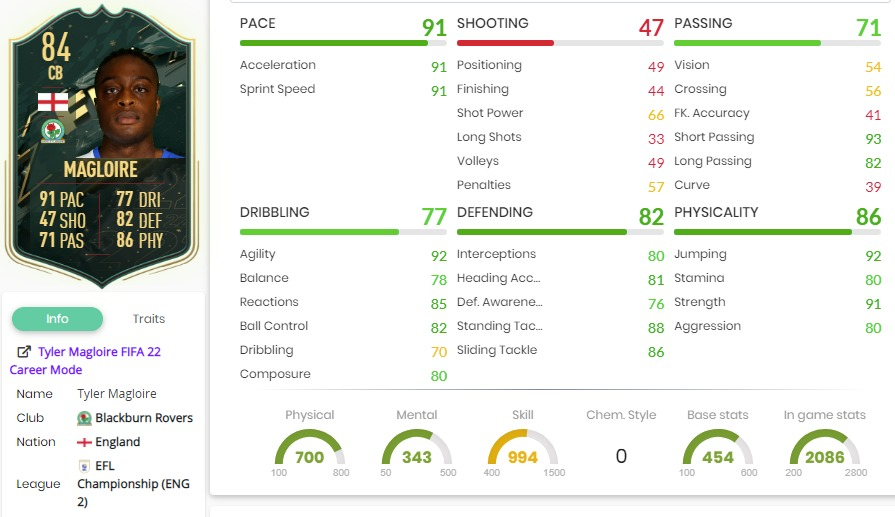 84
CB
MAGLOIRE
91 PAC 77 DRI
47 SHO 82 DEF
71 PAS 86 PHY
Info Traits
Tyler Magloire FIFA 22
Career Mode
Name Tyler Magloire
Club Blackburn Rovers
Nation England
League EFL
Championship (ENG
2)
PACE 91
Acceleration 91
Sprint Speed 91
SHOOTING 47
Positioning 49
Finishing 44
Shot Power 66
Long Shots 33
Volleys 49
Penalties 57
PASSING 71
Vision 54
Crossing 56
FK. Accuracy 41
Short Passing 93
Long Passing 82
Curve 39
DRIBBLING 77
Agility 92
Balance 78
Reactions 85
Ball Control 82
Dribbling 70
Composure 80
DEFENDING 82
Interceptions 80
Heading Acc... 81
Def. Awarene... 76
Standing Tac... 88
Sliding Tackle 86
PHYSICALITY 86
Jumping 92
Stamina 80
Strength 91
Aggression 80
Physical
700
100 800
Mental
343
50 500
Skill
994
400 1500
Chem. Style
0
Base stats
454
100 600
In game stats
2086
200 2800